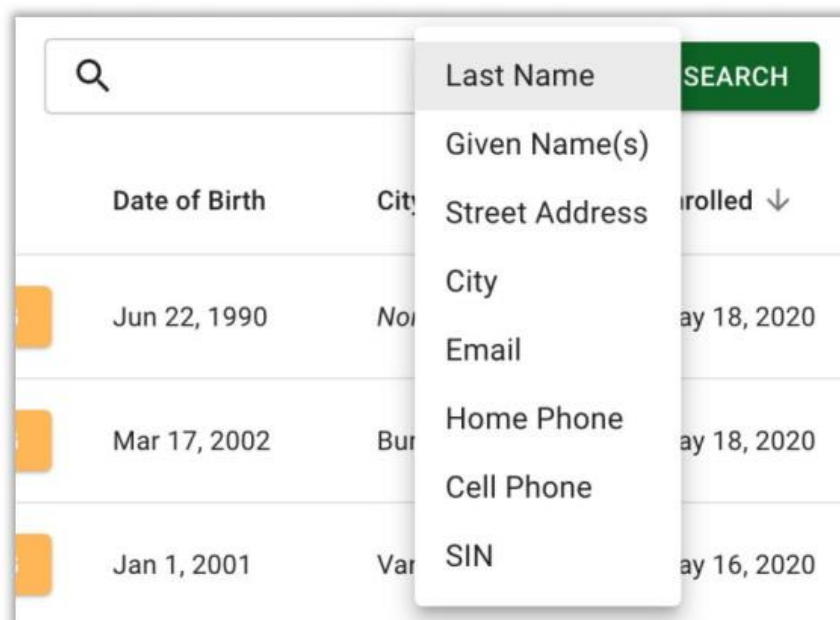 Last Name
SEARCH
Given Name(s)
Date of Birth
Street Address
City
Jun 22, 1990
Email
Mar 17, 2002
Home Phone
Cell Phone
Jan 1, 2001
SIN